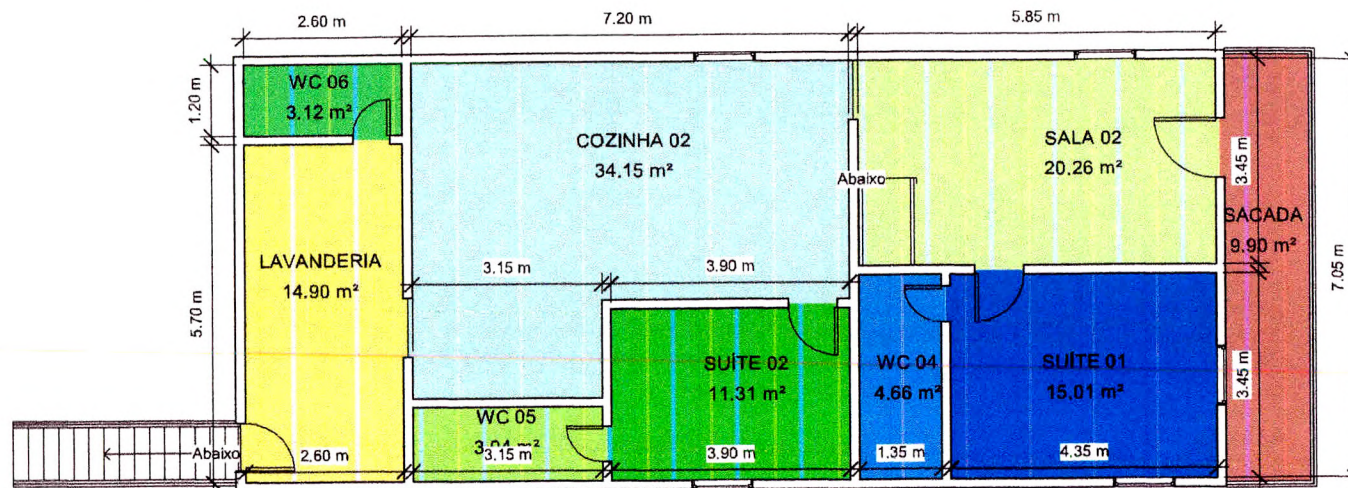 2.60 m
7.20 m
5.85 m
1.20 m
WC 06
3.12 m²
COZINHA 02
34.15 m²
SALA 02
20.26 m²
3.45 m
Abaixo
SACADA
9.90 m²
7.05 m
LAVANDERIA
14.90 m²
3.15 m
3.90 m
5.70 m
SUÍTE 02
11.31 m²
WC 04
4.66 m²
SUÍTE 01
15.01 m²
3.45 m
WC 05
3.04 m²
Abaixo
2.60 m
3.15 m
3.90 m
1.35 m
4.35 m